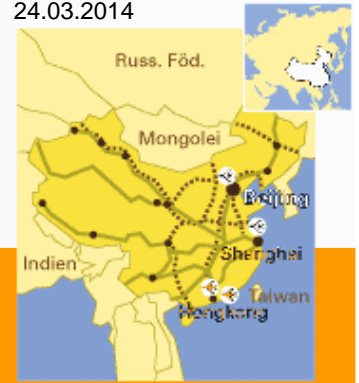 24.03.2014
Russ. Föd.
Mongolei
Beijing
Shanghai
Indien
Taiwan
Hongkong